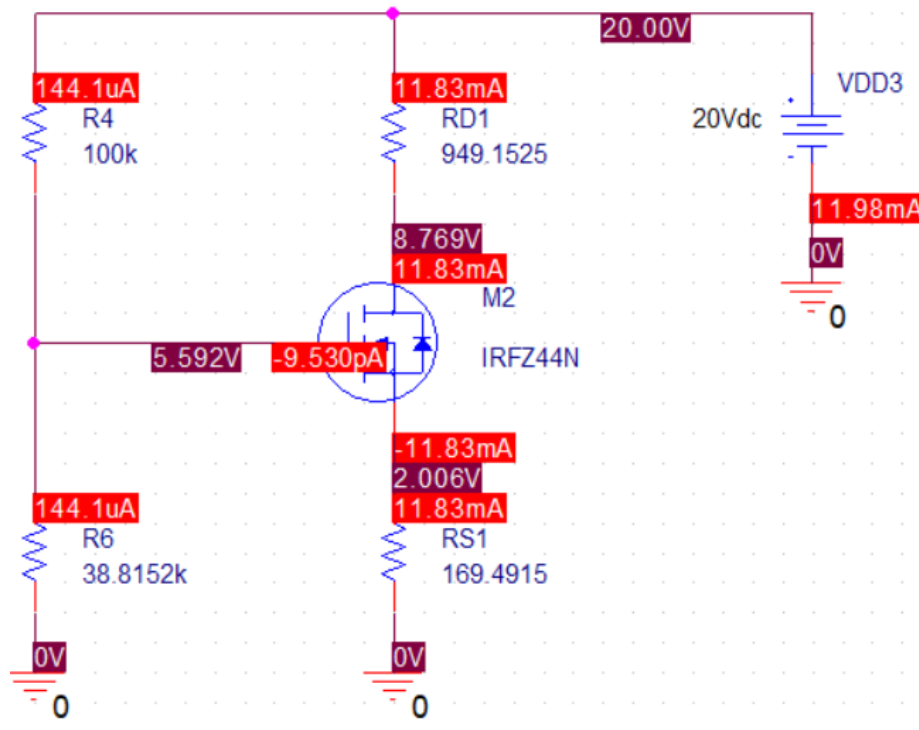 20.00V
144.1uA
R4
100k
11.83mA
RD1
949.1525
VDD3
20Vdc
+
-
11.98mA
0V
0
8.769V
11.83mA
M2
IRFZ44N
5.592V
-9.530pA
-11.83mA
2.006V
11.83mA
RS1
169.4915
144.1uA
R6
38.8152k
0V
0
0V
0